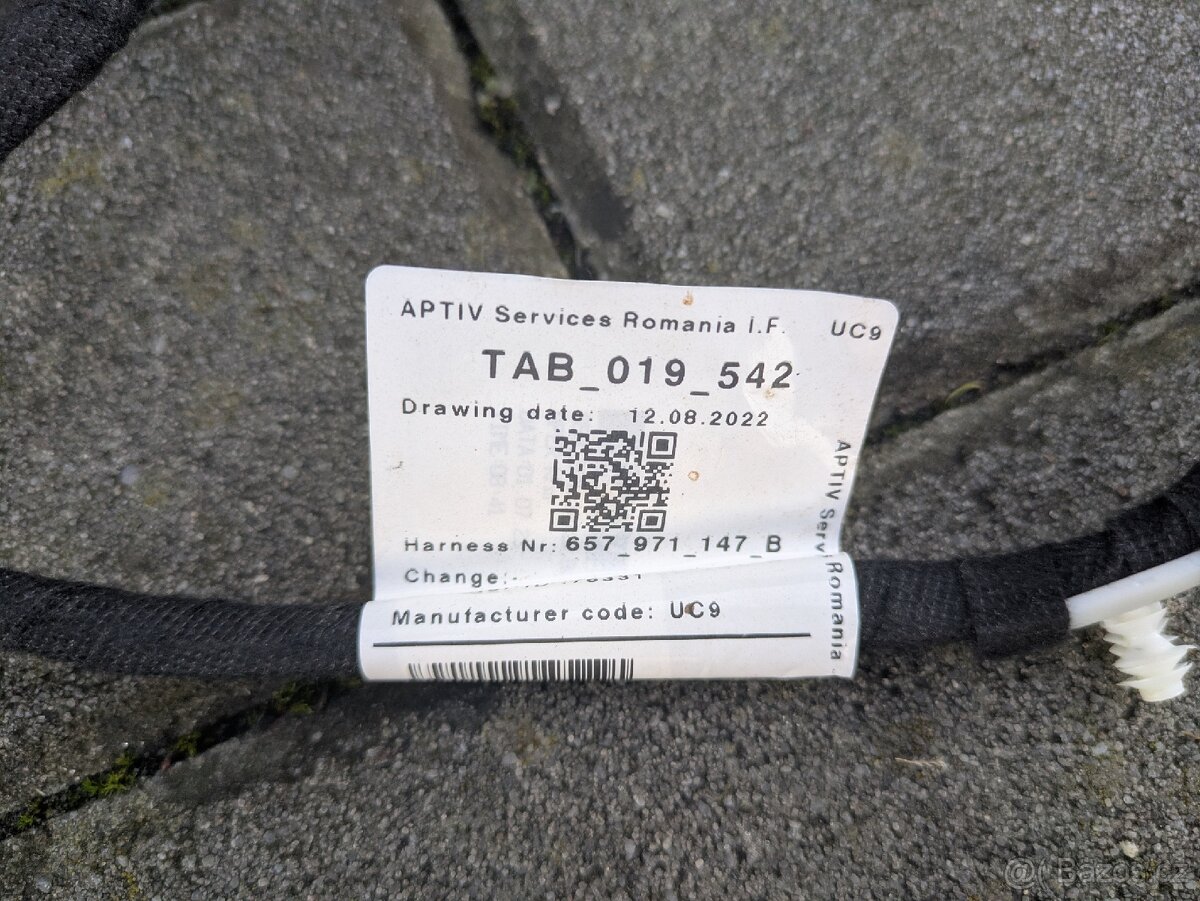 APTIV Services Romania I.F. UC9
TAB_019_542
Drawing date: 12.08.2022
Harness Nr: 657_971_147_B
Change:
Manufacturer code: UC9
APTIV Serv Romania
@ Bazos.cz